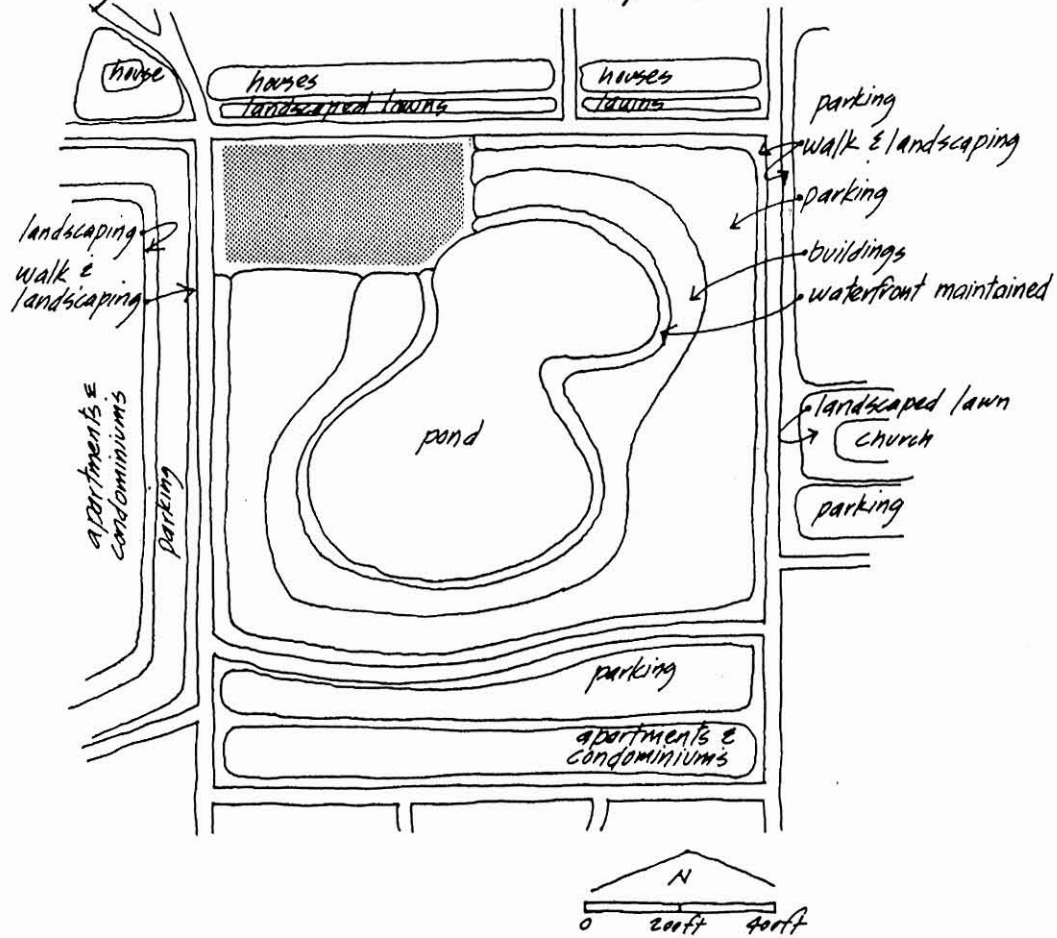 house
houses
landscaped lawns
houses
lawns
parking
walk & landscaping
parking
buildings
waterfront maintained
landscaping
walk &
landscaping
apartments &
condominiums
parking
pond
landscaped lawn
church
parking
parking
apartments &
condominiums
N
0 200ft 400ft